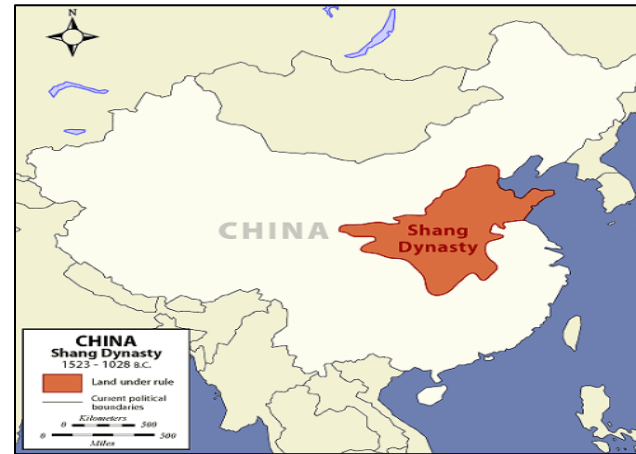 CHINA
Shang
Dynasty
CHINA
Shang Dynasty
1523 - 1028 B.C.
Land under rule
Current political
boundaries
Kilometers
0 500
0 500
Miles